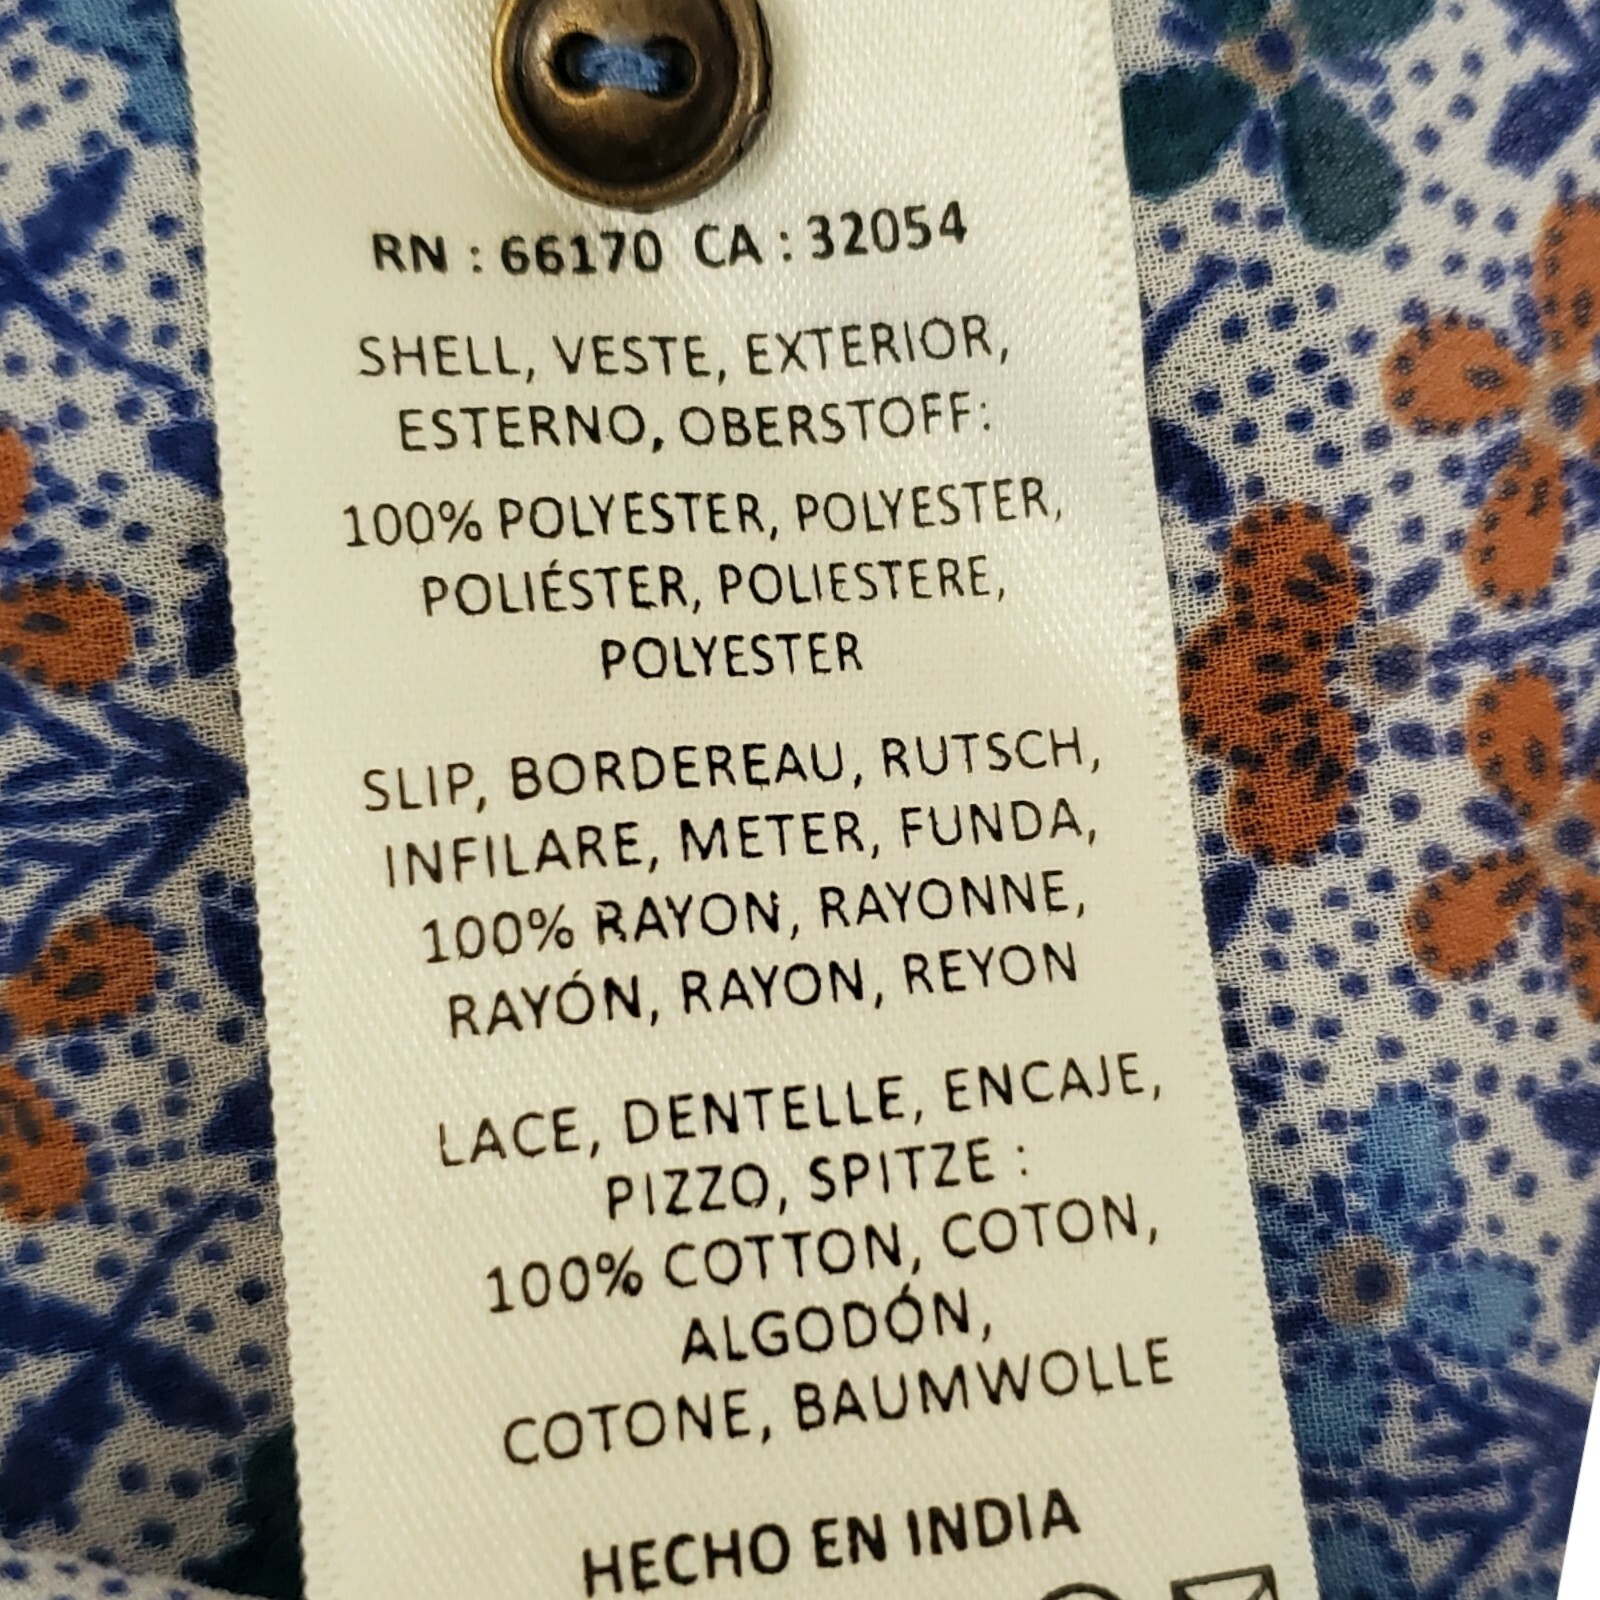 RN : 66170 CA : 32054
SHELL, VESTE, EXTERIOR,
ESTERNO, OBERSTOFF:
100% POLYESTER, POLYESTER,
POLIÉSTER, POLIESTERE,
POLYESTER
SLIP, BORDEREAU, RUTSCH,
INFILARE, METER, FUNDA,
100% RAYON, RAYONNE,
RAYÓN, RAYON, REYON
LACE, DENTELLE, ENCAJE,
PIZZO, SPITZE :
100% COTTON, COTON,
ALGODÓN,
COTONE, BAUMWOLLE
HECHO EN INDIA